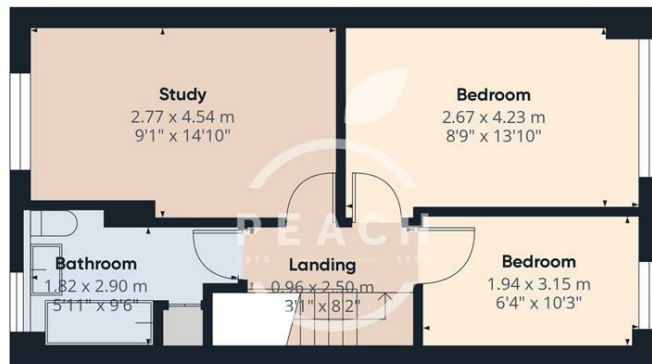 Study
2.77 x 4.54 m
9'1" x 14'10"
Bedroom
2.67 x 4.23 m
8'9" x 13'10"
PEACH
ESTD.
Bathroom
1.82 x 2.90 m
5'11" x 9'6"
Landing
0.96 x 2.50 m
3'1" x 8'2"
Bedroom
1.94 x 3.15 m
6'4" x 10'3"